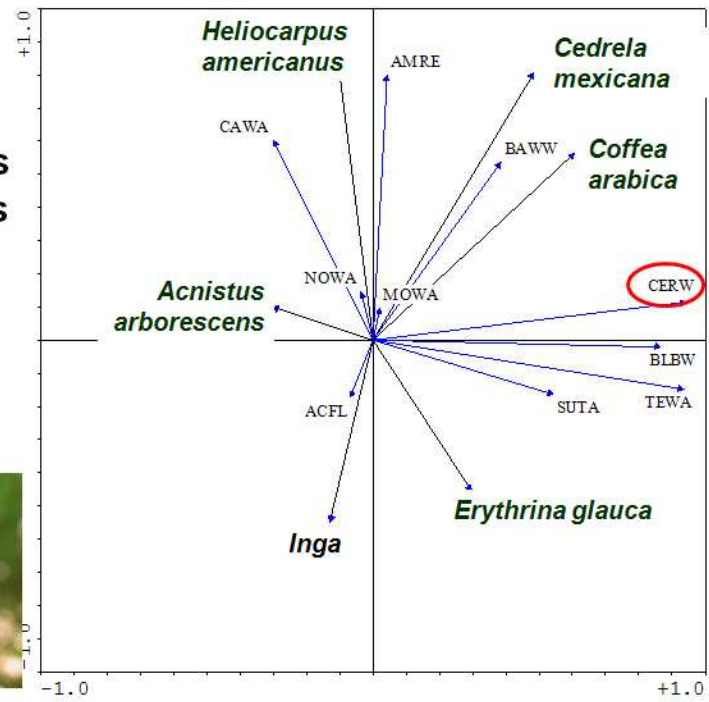 +1.0
Heliocarpus
americanus
AMRE
Cedrela
mexicana
CAWA
BAWW
Coffea
arabica
s
s
NOWA
MOWA
CERW
Acnistus
arborescens
BLBW
TEWA
ACFL
SUTA
Erythrina glauca
Inga
-1.0
-1.0
+1.0